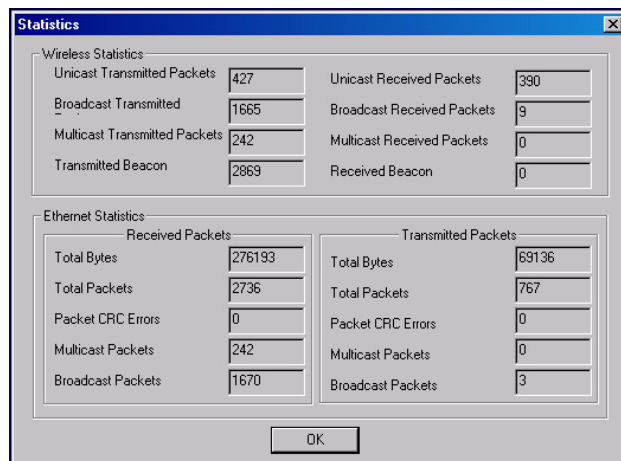 Statistics
Wireless Statistics
Unicast Transmitted Packets 427
Unicast Received Packets 390
Broadcast Transmitted 1665
Broadcast Received Packets 9
Multicast Transmitted Packets 242
Multicast Received Packets 0
Transmitted Beacon 2869
Received Beacon 0
Ethernet Statistics
Received Packets
Total Bytes 276193
Total Packets 2736
Packet CRC Errors 0
Multicast Packets 242
Broadcast Packets 1670
Transmitted Packets
Total Bytes 69136
Total Packets 767
Packet CRC Errors 0
Multicast Packets 0
Broadcast Packets 3
OK